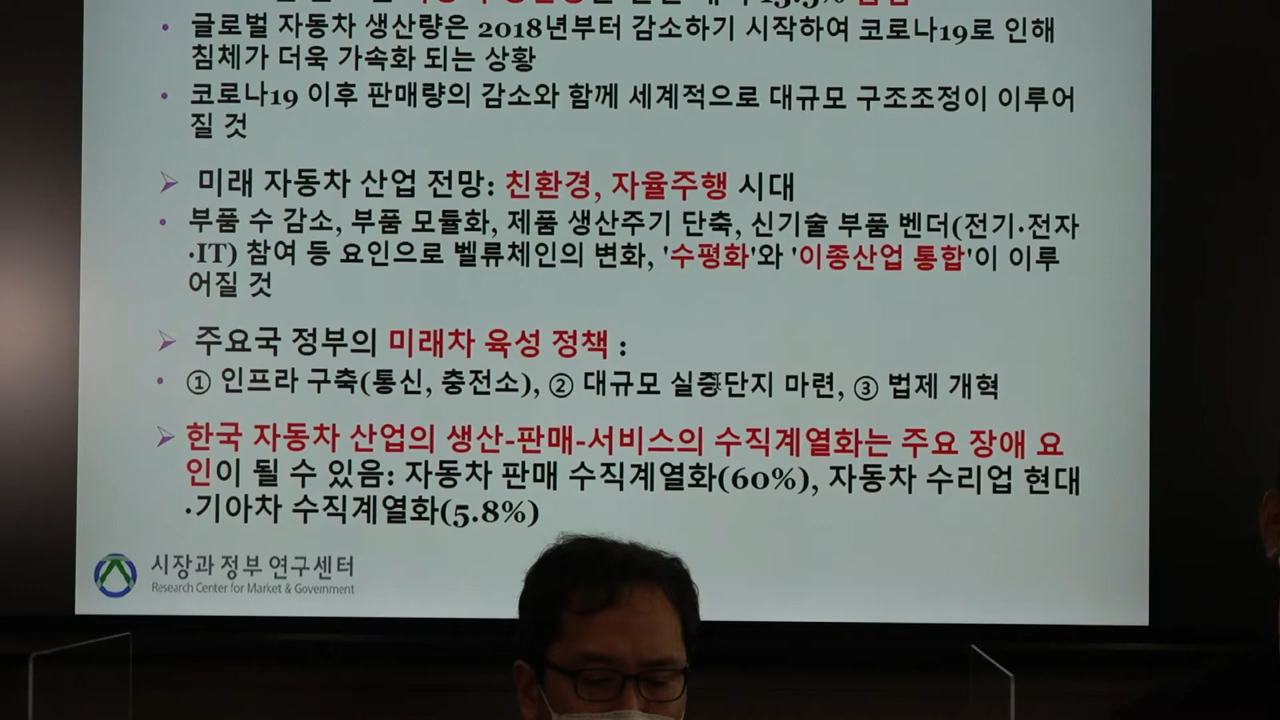 • 글로벌 자동차 생산량은 2018년부터 감소하기 시작하여 코로나19로 인해
침체가 더욱 가속화 되는 상황
• 코로나19 이후 판매량의 감소와 함께 세계적으로 대규모 구조조정이 이루어
질 것
➢ 미래 자동차 산업 전망: 친환경, 자율주행 시대
• 부품 수 감소, 부품 모듈화, 제품 생산주기 단축, 신기술 부품 벤더(전기·전자
·IT) 참여 등 요인으로 벨류체인의 변화, '수평화'와 '이종산업 통합'이 이루
어질 것
➢ 주요국 정부의 미래차 육성 정책 :
• ① 인프라 구축(통신, 충전소), ② 대규모 실증단지 마련, ③ 법제 개혁
➢ 한국 자동차 산업의 생산-판매-서비스의 수직계열화는 주요 장애 요
인이 될 수 있음: 자동차 판매 수직계열화(60%), 자동차 수리업 현대
·기아차 수직계열화(5.8%)
시장과 정부 연구센터
Research Center for Market & Government